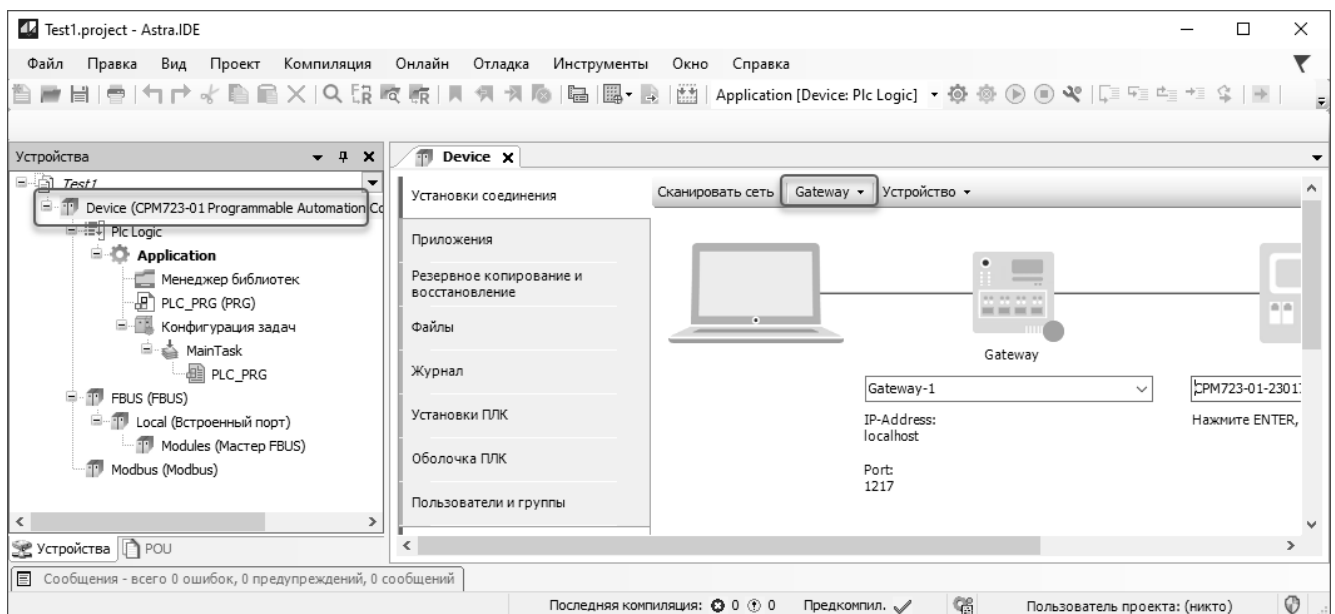 Test1.project - Astra.IDE
Файл Правка Вид Проект Компиляция Онлайн Отладка Инструменты Окно Справка
Application [Device: Plc Logic]
Устройства
Test1
Device (CPM723-01 Programmable Automation Co
Plc Logic
Application
Менеджер библиотек
PLC_PRG (PRG)
Конфигурация задач
MainTask
PLC_PRG
FBUS (FBUS)
Local (Встроенный порт)
Modules (Мастер FBUS)
Modbus (Modbus)
Устройства POU
Device
Установки соединения
Приложения
Резервное копирование и
восстановление
Файлы
Журнал
Установки ПЛК
Оболочка ПЛК
Пользователи и группы
Сканировать сеть Gateway Устройство
Gateway
Gateway-1
IP-Address:
localhost
Port:
1217
CPM723-01-2301
Нажмите ENTER,
Сообщения - всего 0 ошибок, 0 предупреждений, 0 сообщений
Последняя компиляция: 0 0 Предкомпил. Пользователь проекта: (никто)